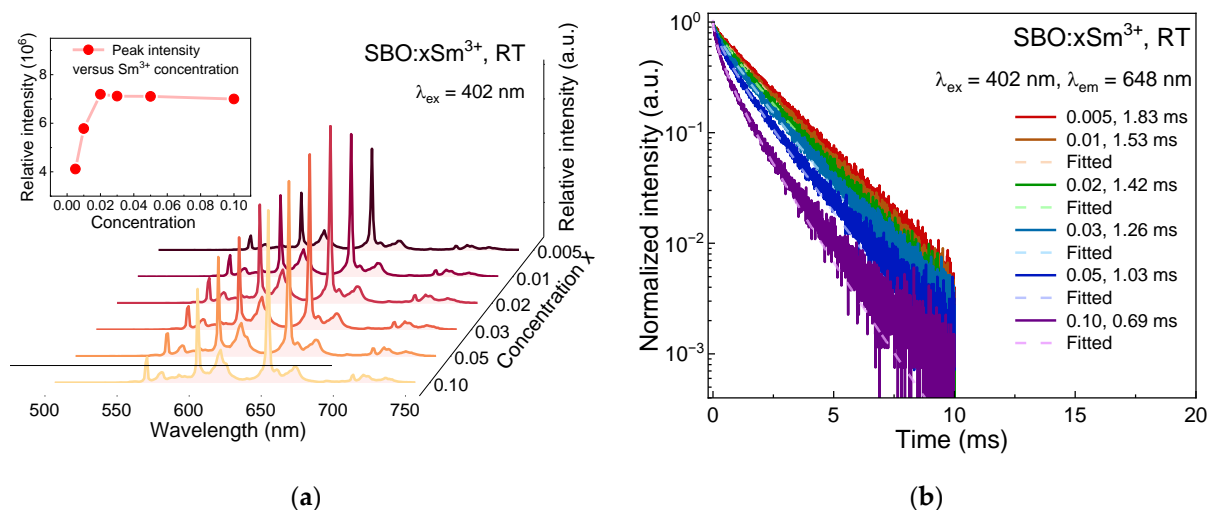 Relative intensity (10⁶)
8
6
4
Peak intensity
versus Sm³⁺ concentration
0.00 0.02 0.04 0.06 0.08 0.10
Concentration
SBO:xSm³⁺, RT
λex = 402 nm
Relative intensity (a.u.)
0.005
0.01
0.02
0.03
0.05
0.10
Concentration x
500 550 600 650 700 750
Wavelength (nm)
(a)
Normalized intensity (a.u.)
10⁰
10⁻¹
10⁻²
10⁻³
SBO:xSm³⁺, RT
λex = 402 nm, λem = 648 nm
0.005, 1.83 ms
0.01, 1.53 ms
Fitted
0.02, 1.42 ms
Fitted
0.03, 1.26 ms
Fitted
0.05, 1.03 ms
Fitted
0.10, 0.69 ms
Fitted
0 5 10 15 20
Time (ms)
(b)